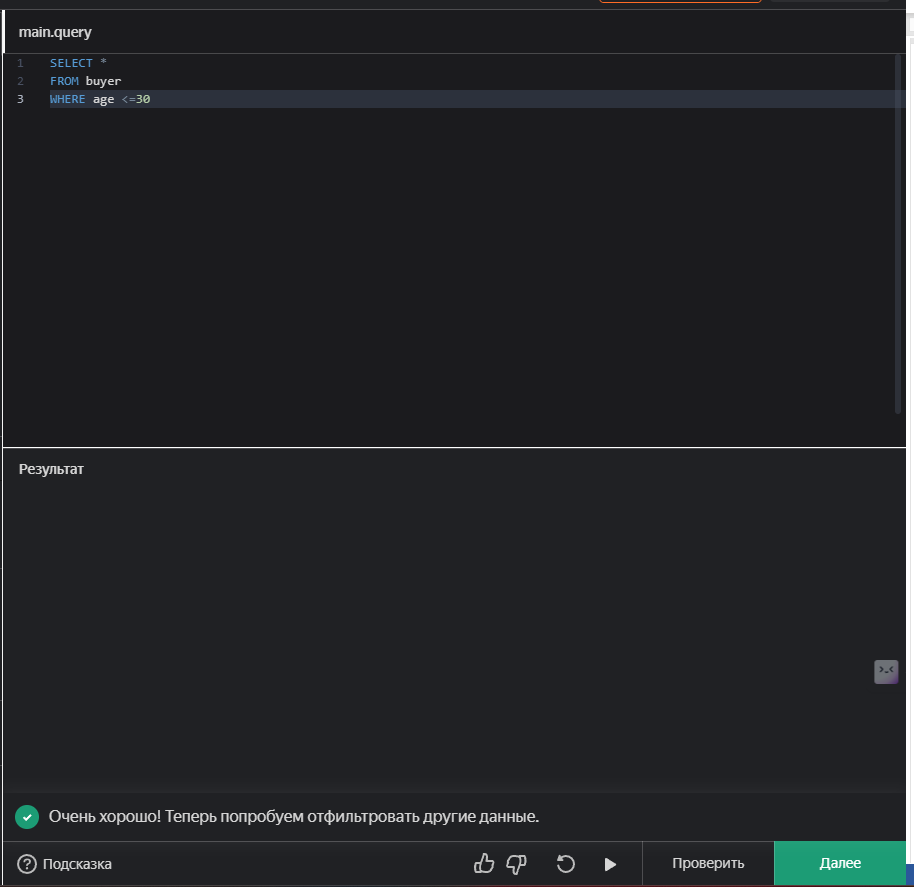 main.query
1 SELECT *
2 FROM buyer
3 WHERE age <=30
Результат
Очень хорошо! Теперь попробуем отфильтровать другие данные.
Подсказка
Проверить
Далее